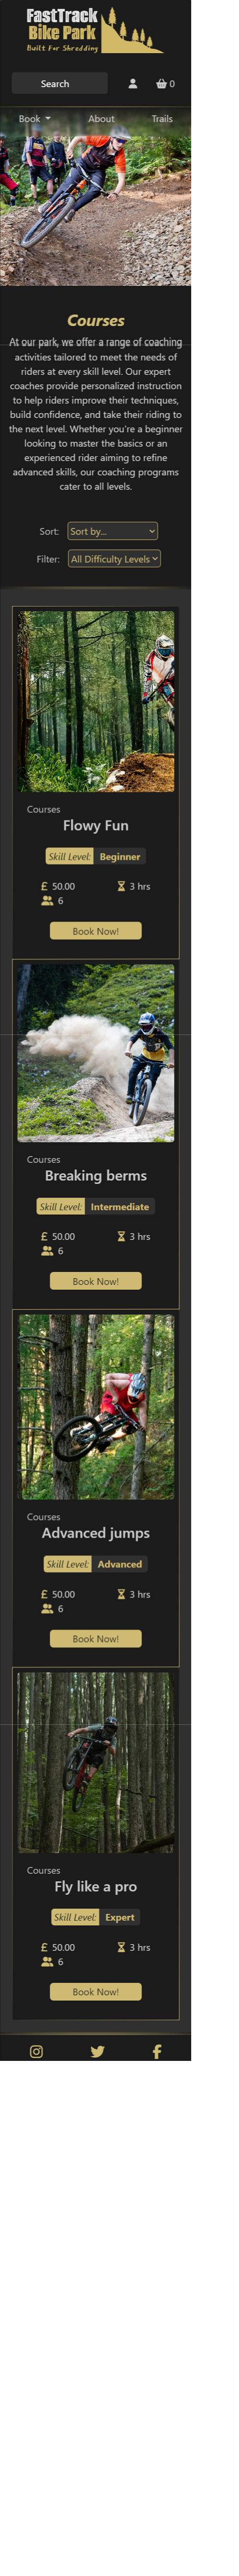 FastTrack
Bike Park
Built For Shredding
Search
0
Book
About
Trails
Courses
At our park, we offer a range of coaching
activities tailored to meet the needs of
riders at every skill level. Our expert
coaches provide personalized instruction
to help riders improve their techniques,
build confidence, and take their riding to
the next level. Whether you're a beginner
looking to master the basics or an
experienced rider aiming to refine
advanced skills, our coaching programs
cater to all levels.
Sort: Sort by...
Filter: All Difficulty Levels
Courses
Flowy Fun
Skill Level: Beginner
£ 50.00 3 hrs
6
Book Now!
Courses
Breaking berms
Skill Level: Intermediate
£ 50.00 3 hrs
6
Book Now!
Courses
Advanced jumps
Skill Level: Advanced
£ 50.00 3 hrs
6
Book Now!
Courses
Fly like a pro
Skill Level: Expert
£ 50.00 3 hrs
6
Book Now!